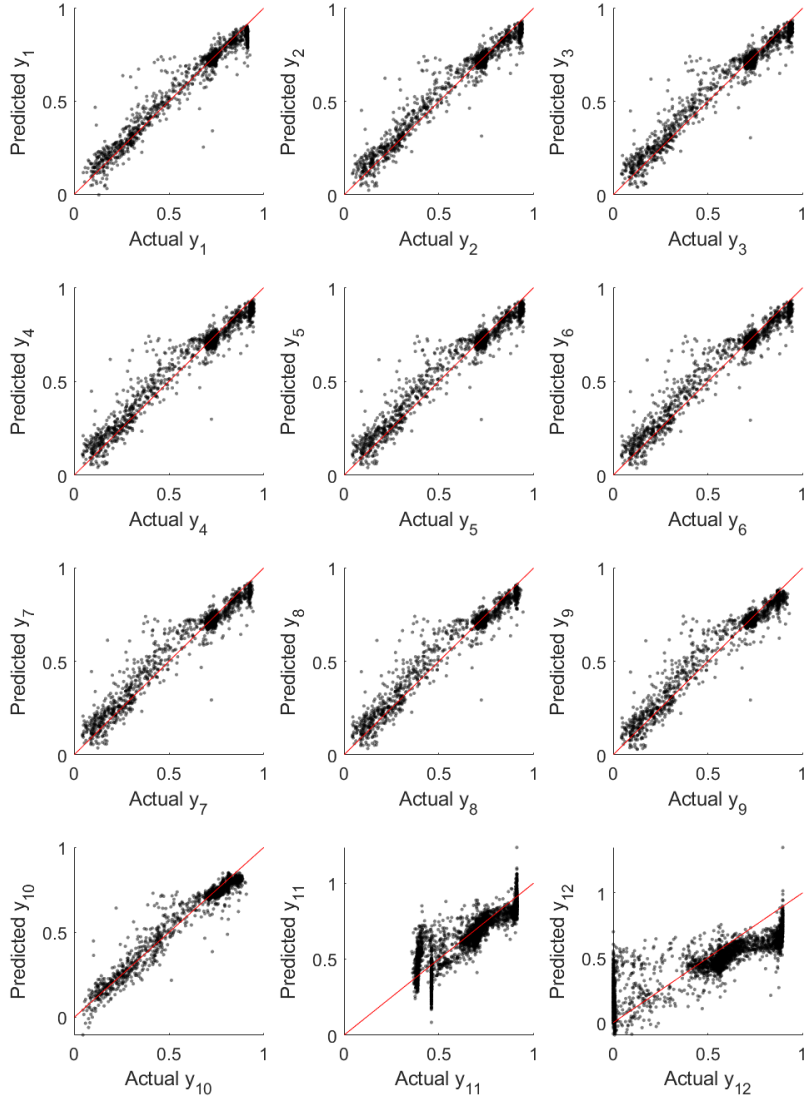 1
0.5
0
0 0.5 1
Predicted y1
Actual y1
1
0.5
0
0 0.5 1
Predicted y2
Actual y2
1
0.5
0
0 0.5 1
Predicted y3
Actual y3
1
0.5
0
0 0.5 1
Predicted y4
Actual y4
1
0.5
0
0 0.5 1
Predicted y5
Actual y5
1
0.5
0
0 0.5 1
Predicted y6
Actual y6
1
0.5
0
0 0.5 1
Predicted y7
Actual y7
1
0.5
0
0 0.5 1
Predicted y8
Actual y8
1
0.5
0
0 0.5 1
Predicted y9
Actual y9
1
0.5
0
0 0.5 1
Predicted y10
Actual y10
1
0.5
0
0 0.5 1
Predicted y11
Actual y11
1
0.5
0
0 0.5 1
Predicted y12
Actual y12